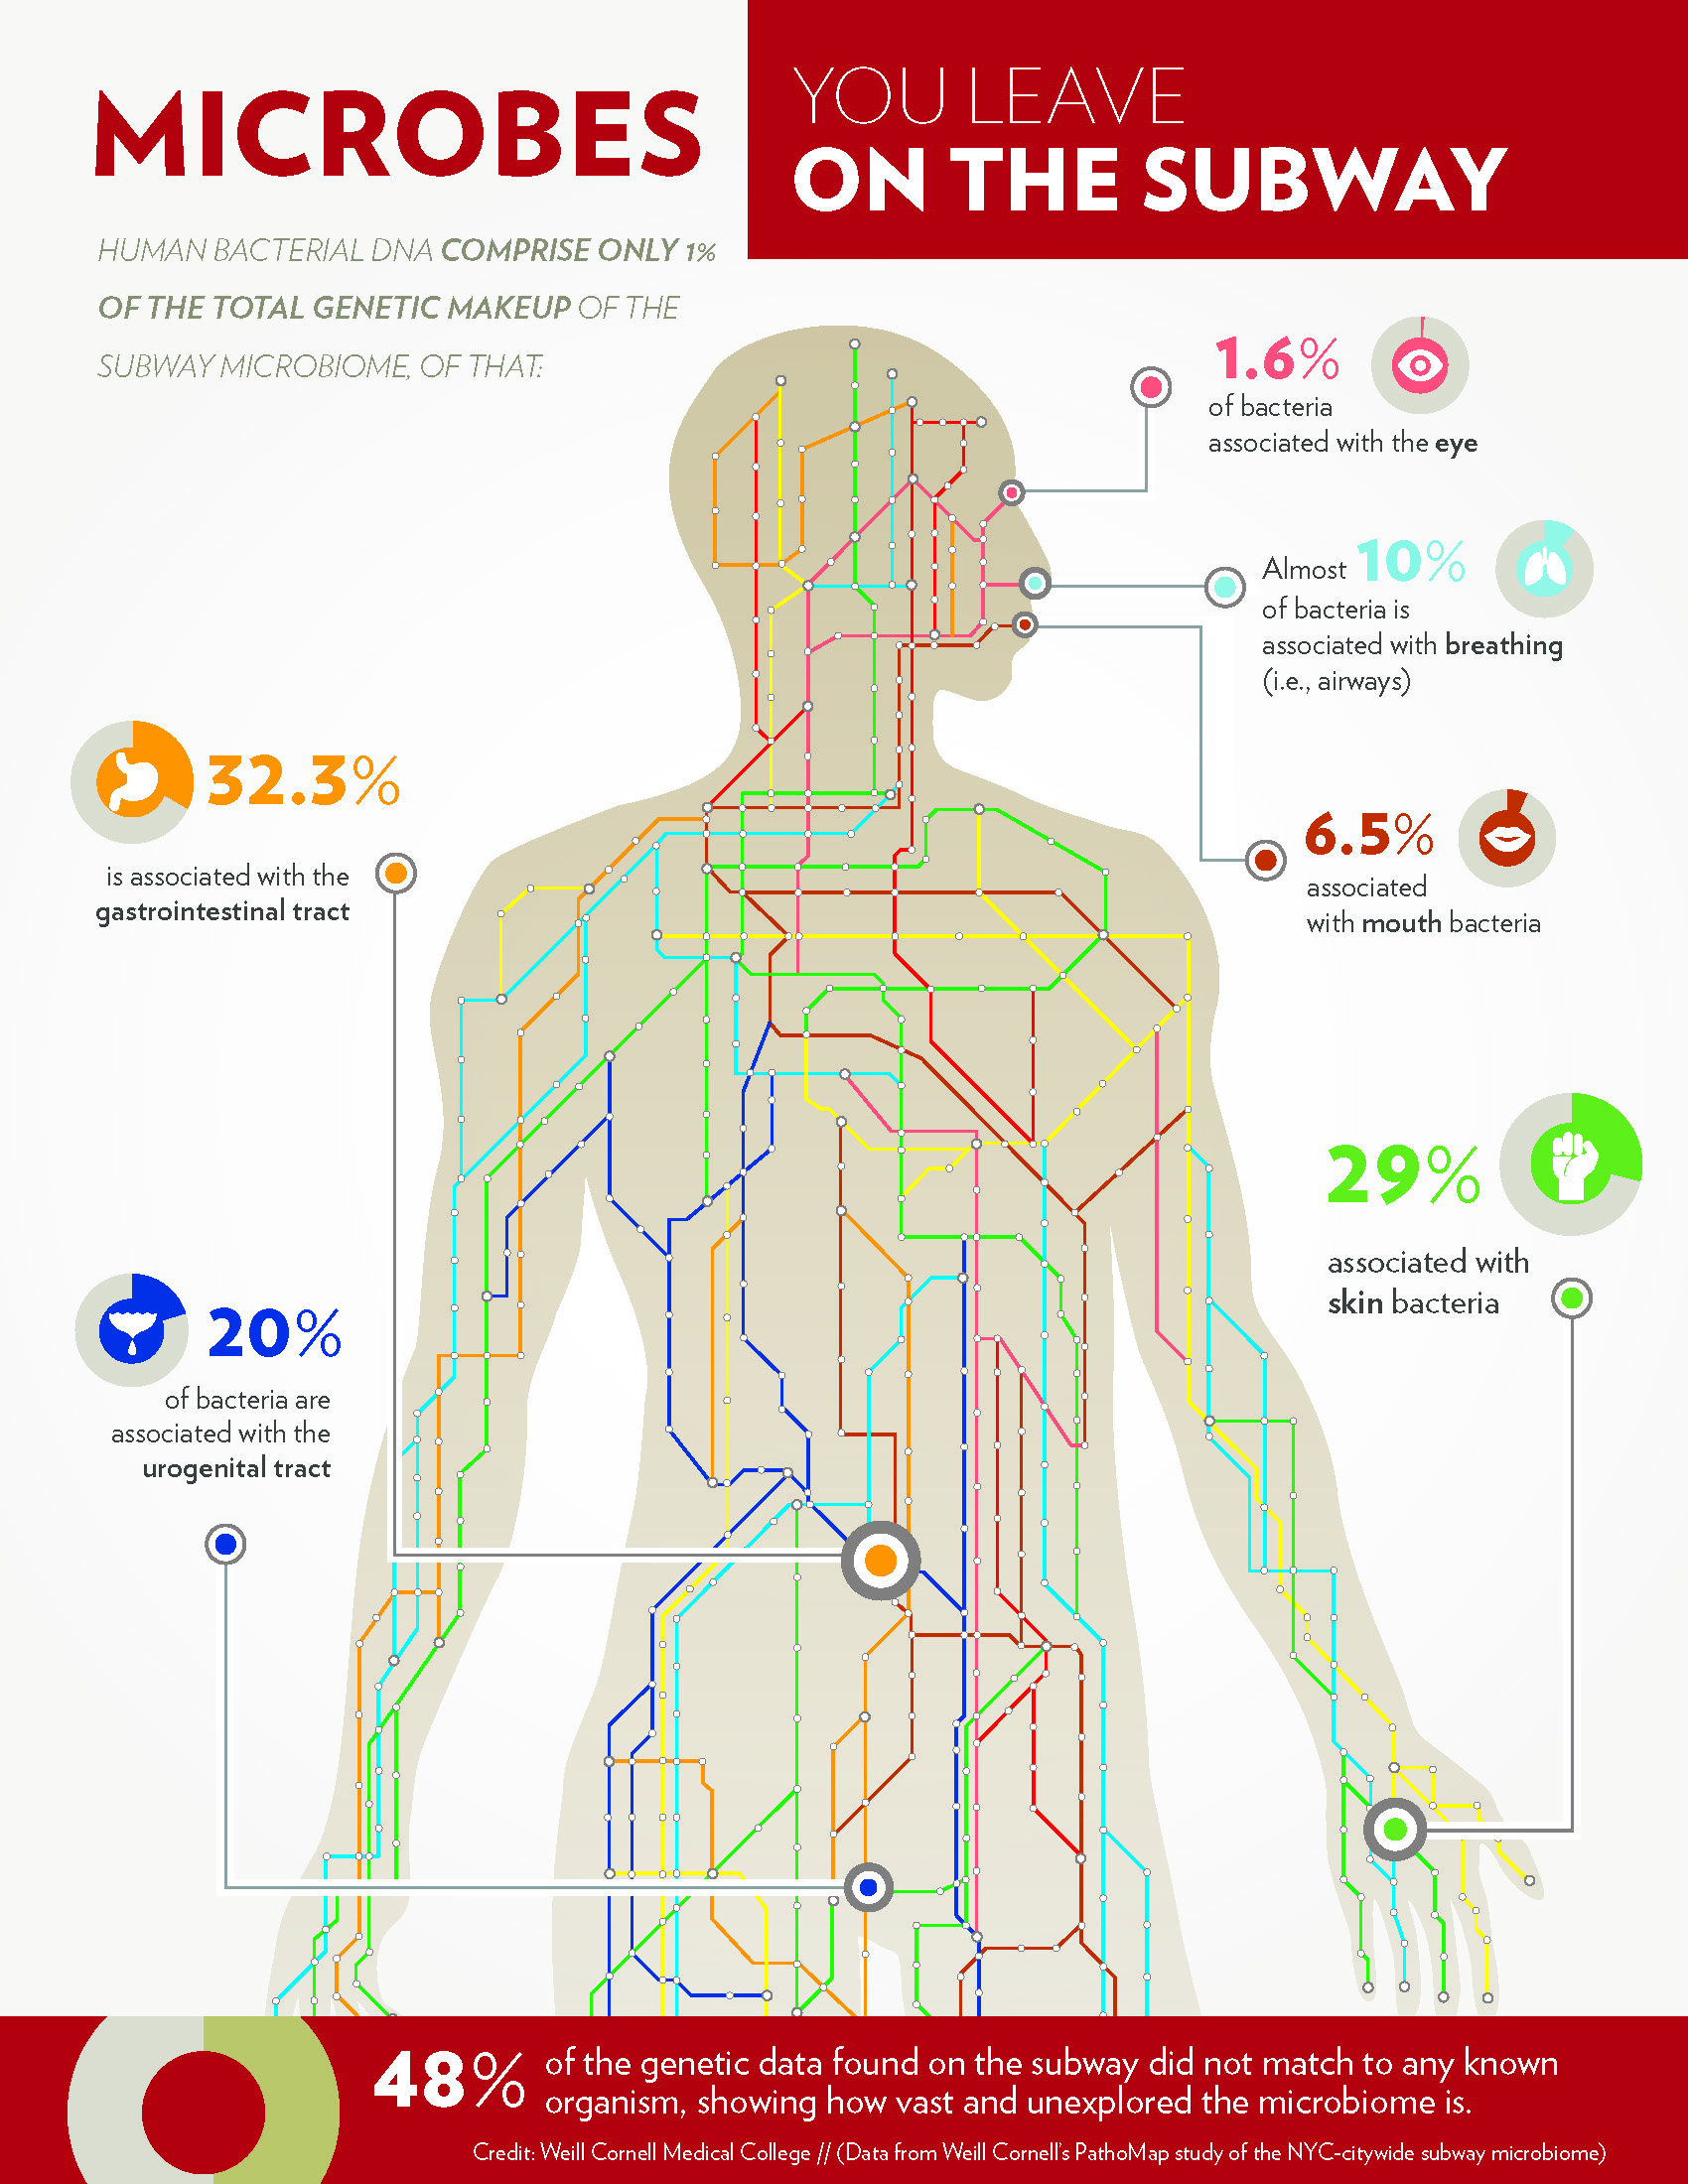 MICROBES
YOU LEAVE
ON THE SUBWAY
HUMAN BACTERIAL DNA COMPRISE ONLY 1%
OF THE TOTAL GENETIC MAKEUP OF THE
SUBWAY MICROBIOME, OF THAT:
1.6%
of bacteria
associated with the eye
Almost 10%
of bacteria is
associated with breathing
(i.e., airways)
6.5%
associated
with mouth bacteria
32.3%
is associated with the
gastrointestinal tract
29%
associated with
skin bacteria
20%
of bacteria are
associated with the
urogenital tract
48% of the genetic data found on the subway did not match to any known
organism, showing how vast and unexplored the microbiome is.
Credit: Weill Cornell Medical College // (Data from Weill Cornell's PathoMap study of the NYC-citywide subway microbiome)